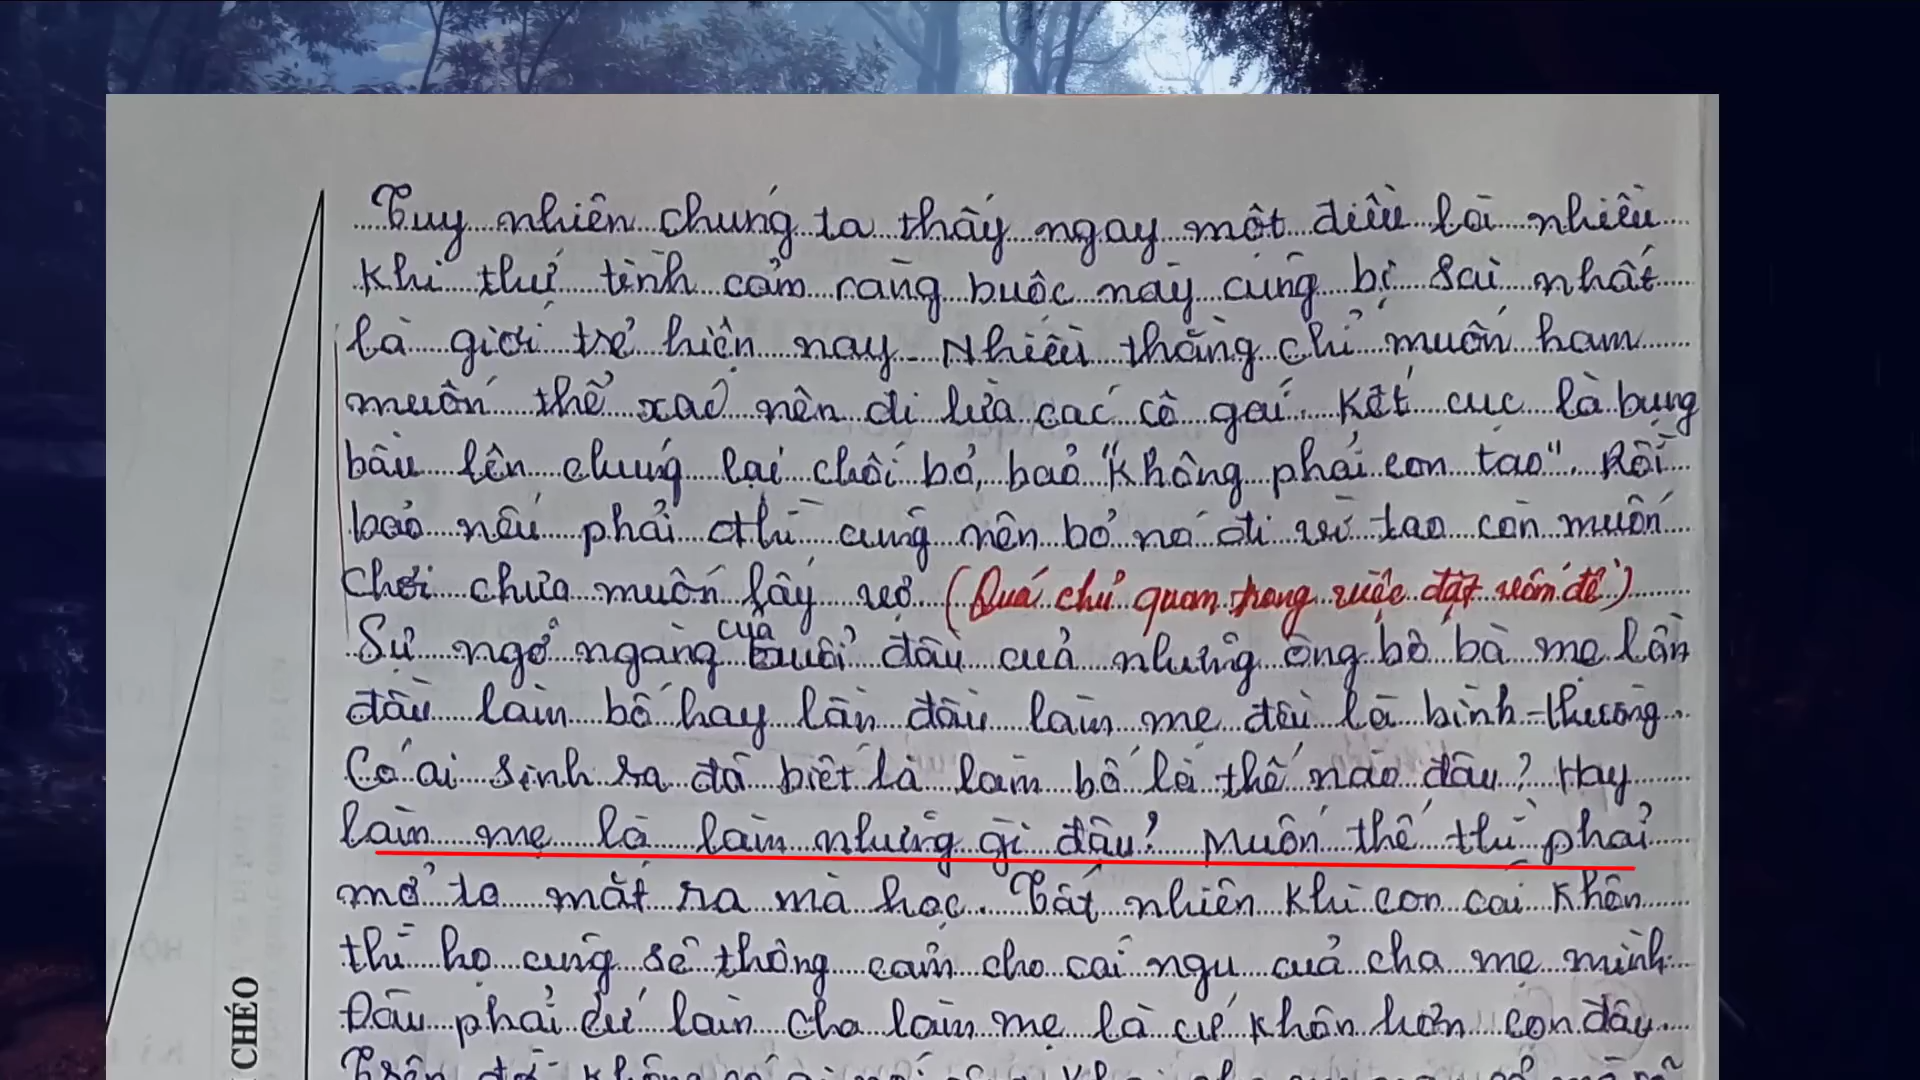 Tuy nhiên chúng ta thấy ngay một điều là nhiều
khi thứ tình cảm ràng buộc này cũng bị sai nhất
là giới trẻ hiện nay. Nhiều thằng chỉ muốn ham
muốn thể xác nên đi lừa các cô gái. Kết cục là bụng
bầu lên chúng lại chối bỏ, bảo "không phải con tao". Rồi
bảo nếu phải thì cũng nên bỏ nó đi vì tao còn muốn
chơi chưa muốn lấy vợ (Quá chủ quan trong việc đặt vấn đề)
Sự ngỡ ngàng của buổi đầu của những ông bố bà mẹ lần
đầu làm bố hay lần đầu làm mẹ đều là bình thường.
Có ai sinh ra đã biết là làm bố là thế nào đâu? Hay
làm mẹ là làm những gì đâu? Muốn thế thì phải
mở to mắt ra mà học. Tất nhiên khi con cái khôn
thì họ cũng sẽ thông cảm cho cái ngu của cha mẹ mình.
Đâu phải cứ làm cha làm mẹ là cứ khôn hơn con đâu.
Trên đời không có ai
CHÉO